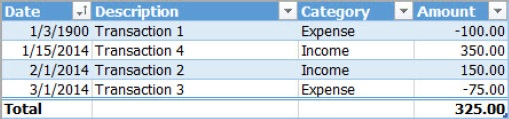 Date Description Category Amount
1/3/1900 Transaction 1 Expense -100.00
1/15/2014 Transaction 4 Income 350.00
2/1/2014 Transaction 2 Income 150.00
3/1/2014 Transaction 3 Expense -75.00
Total 325.00